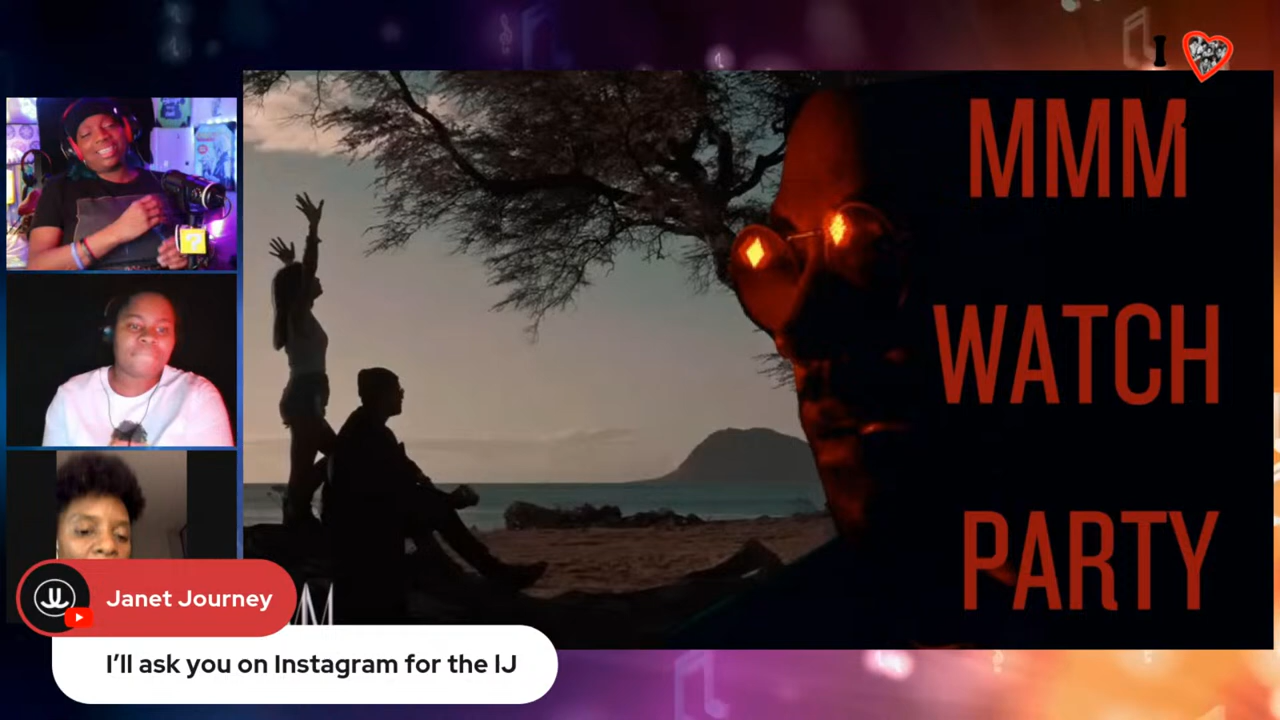 I
MMM
WATCH
PARTY
Janet Journey
I'll ask you on Instagram for the IJ